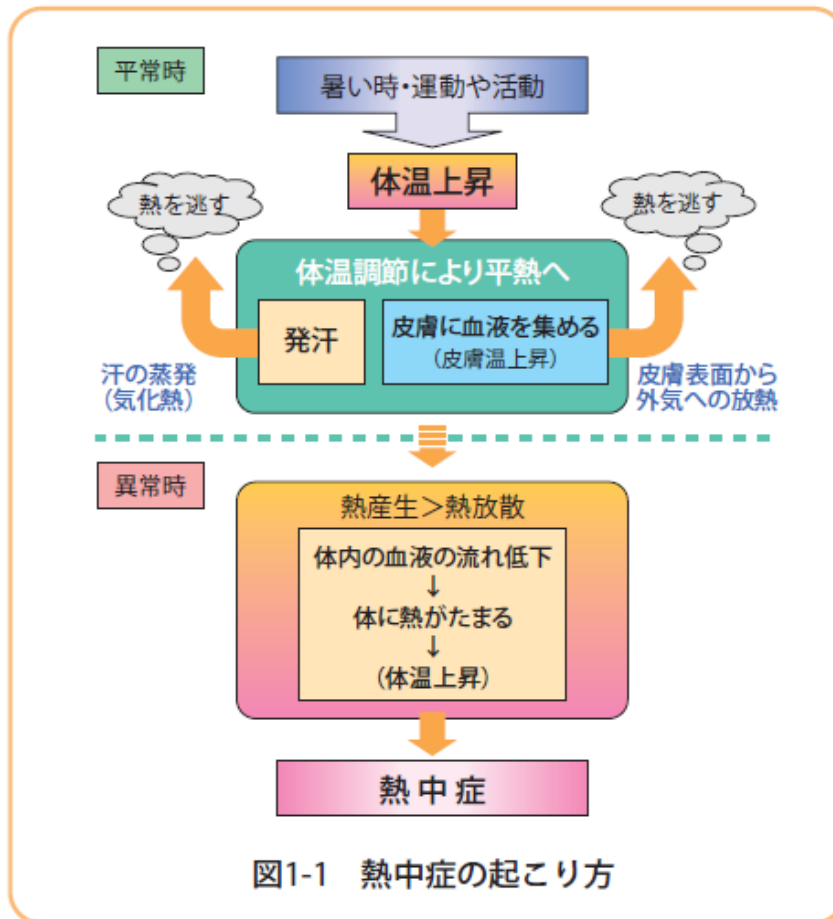 平常時
暑い時・運動や活動
体温上昇
熱を逃す
熱を逃す
体温調節により平熱へ
発汗
皮膚に血液を集める
（皮膚温上昇）
汗の蒸発
（気化熱）
皮膚表面から
外気への放熱
異常時
熱産生＞熱放散
体内の血液の流れ低下
↓
体に熱がたまる
↓
（体温上昇）
熱中症
図1-1　熱中症の起こり方